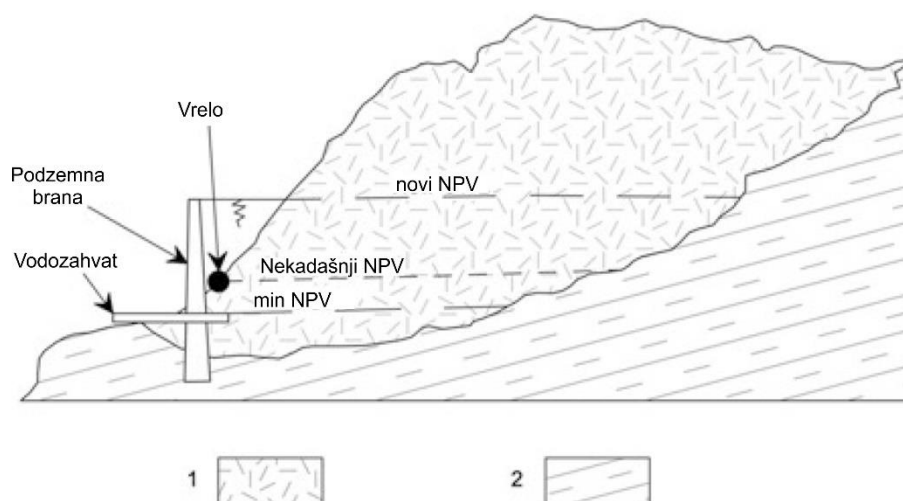 Vrelo
Podzemna
brana
novi NPV
Vodozahvat
Nekadašnji NPV
min NPV
1
2